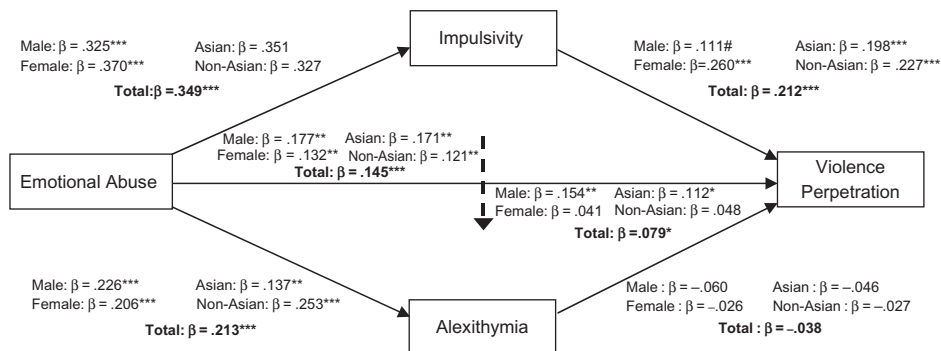 Impulsivity
Male: β = .325*** Asian: β = .351
Female: β = .370*** Non-Asian: β = .327
Total:β =.349***
Male: β = .111# Asian: β = .198***
Female: β=.260*** Non-Asian: β = .227***
Total: β = .212***
Male: β = .177** Asian: β = .171**
Female: β = .132** Non-Asian: β = .121**
Total: β = .145***
Emotional Abuse
Violence
Perpetration
Male: β = .154** Asian: β = .112*
Female: β = .041 Non-Asian: β = .048
Total: β =.079*
Male: β = .226*** Asian: β = .137**
Female: β = .206*** Non-Asian: β = .253***
Total: β = .213***
Male : β = –.060 Asian : β = –.046
Female : β = –.026 Non-Asian : β = –.027
Total : β = –.038
Alexithymia